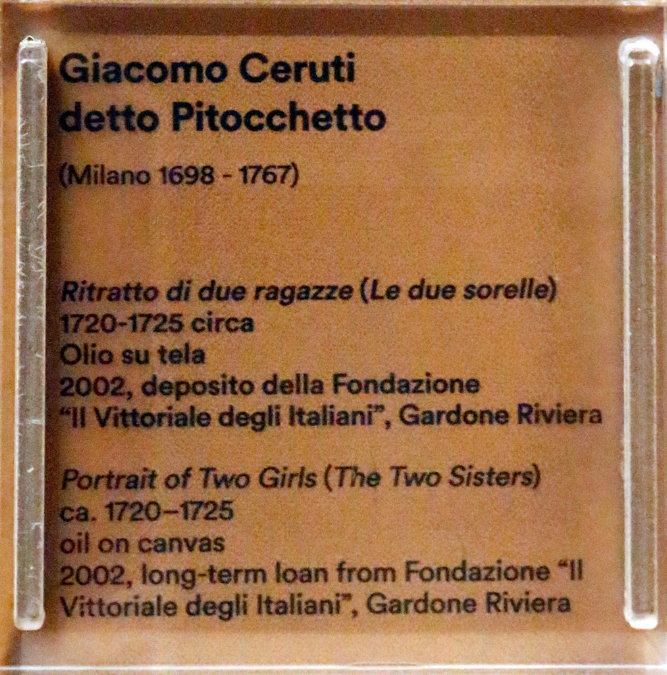 Giacomo Ceruti
detto Pitocchetto
(Milano 1698 - 1767)
Ritratto di due ragazze (Le due sorelle)
1720-1725 circa
Olio su tela
2002, deposito della Fondazione
“Il Vittoriale degli Italiani”, Gardone Riviera
Portrait of Two Girls (The Two Sisters)
ca. 1720–1725
oil on canvas
2002, long-term loan from Fondazione “Il
Vittoriale degli Italiani”, Gardone Riviera